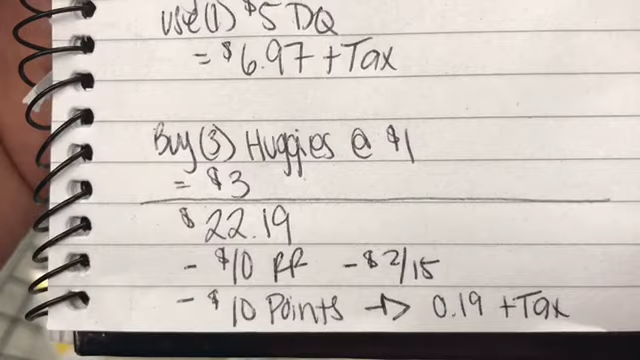 use(1) $5 DQ
= $6.97 + Tax
Buy(3) Huggies @ $1
= $3
$22.19
- $10 RR - $2/15
- $10 Points → 0.19 + Tax